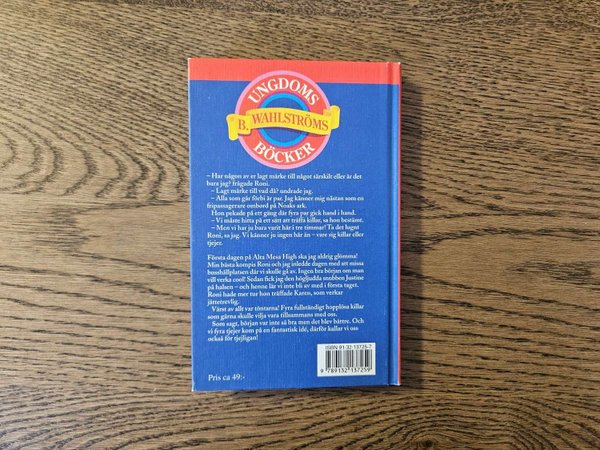 UNGDOMS
B. WAHLSTRÖMS
BÖCKER
– Har någon av er lagt märke till något särskilt eller är det
bara jag? frågade Roni.
– Lagt märke till vad då? undrade jag.
– Alla som går förbi är par. Jag känner mig nästan som en
fripassagerare ombord på Noaks ark.
Hon pekade på ett gäng där fyra par gick hand i hand.
– Vi måste hitta på ett sätt att träffa killar, sa hon bestämt.
– Men vi har ju bara varit här i tre timmar! Ta det lugnt
Roni, sa jag. Vi känner ju ingen här än – vare sig killar eller
tjejer.
Första dagen på Alta Mesa High ska jag aldrig glömma!
Min bästa kompis Roni och jag inledde dagen med att missa
busshållplatsen där vi skulle gå av. Ingen bra början om man
vill verka cool! Sedan fick jag den högljudda snobben Justine
på halsen – och henne lär vi inte bli av med i första taget.
Roni hade mer tur hon träffade Karen, som verkar
jättetrevlig.
Värst av allt var töntarna! Fyra fullständigt hopplösa killar
som gärna skulle vilja vara tillsammans med oss.
Som sagt, början var inte så bra men det blev bättre. Och
vi fyra tjejer kom på en fantastisk idé, därför kallar vi oss
också för tjejligan!
ISBN 91-32-13725-7
9 789132 137259
Pris ca 49:-